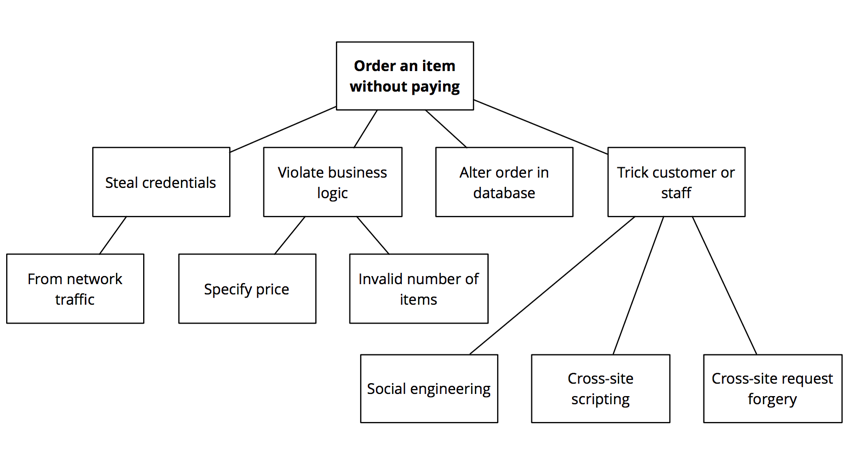 Order an item
without paying
Steal credentials
Violate business
logic
Alter order in
database
Trick customer or
staff
From network
traffic
Specify price
Invalid number of
items
Social engineering
Cross-site
scripting
Cross-site request
forgery